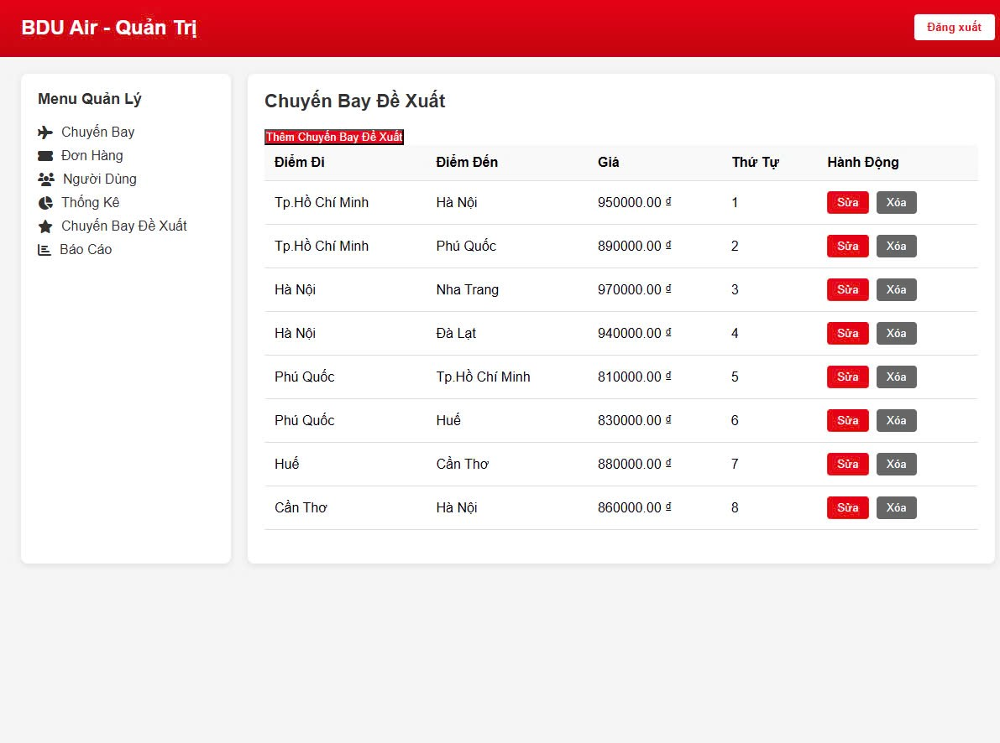 BDU Air - Quản Trị
Đăng xuất
Menu Quản Lý
Chuyến Bay
Đơn Hàng
Người Dùng
Thống Kê
Chuyến Bay Đề Xuất
Báo Cáo
Chuyến Bay Đề Xuất
Thêm Chuyến Bay Đề Xuất
Điểm Đi Điểm Đến Giá Thứ Tự Hành Động
Tp.Hồ Chí Minh Hà Nội 950000.00 ₫ 1 Sửa Xóa
Tp.Hồ Chí Minh Phú Quốc 890000.00 ₫ 2 Sửa Xóa
Hà Nội Nha Trang 970000.00 ₫ 3 Sửa Xóa
Hà Nội Đà Lạt 940000.00 ₫ 4 Sửa Xóa
Phú Quốc Tp.Hồ Chí Minh 810000.00 ₫ 5 Sửa Xóa
Phú Quốc Huế 830000.00 ₫ 6 Sửa Xóa
Huế Cần Thơ 880000.00 ₫ 7 Sửa Xóa
Cần Thơ Hà Nội 860000.00 ₫ 8 Sửa Xóa